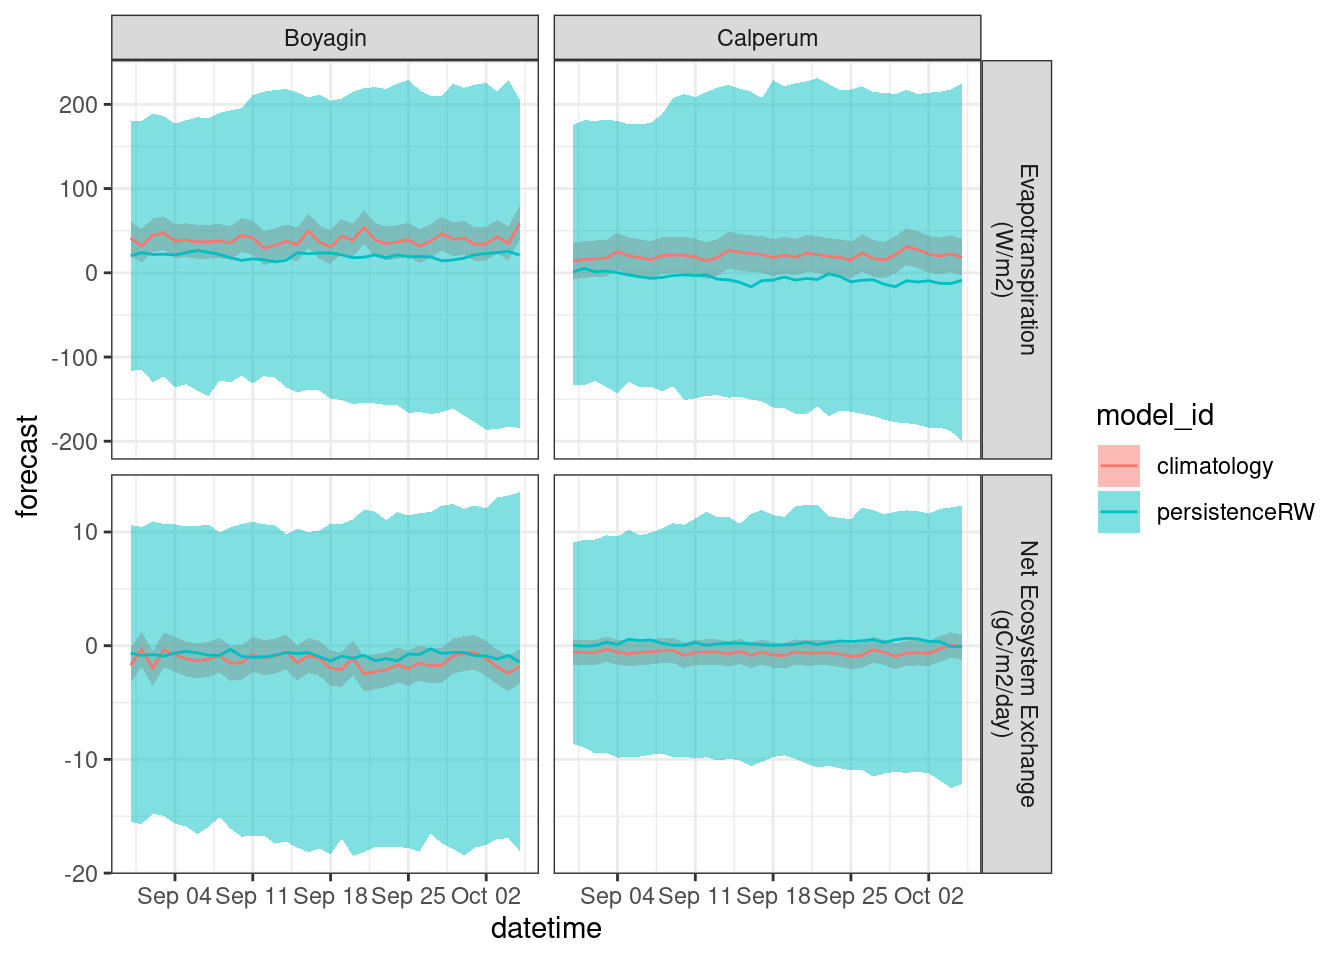 Boyagin
Calperum
200
100
0
-100
-200
Evapotranspiration
(W/m2)
10
0
-10
-20
Net Ecosystem Exchange
(gC/m2/day)
Sep 04 Sep 11 Sep 18 Sep 25 Oct 02
Sep 04 Sep 11 Sep 18 Sep 25 Oct 02
datetime
forecast
model_id
climatology
persistenceRW